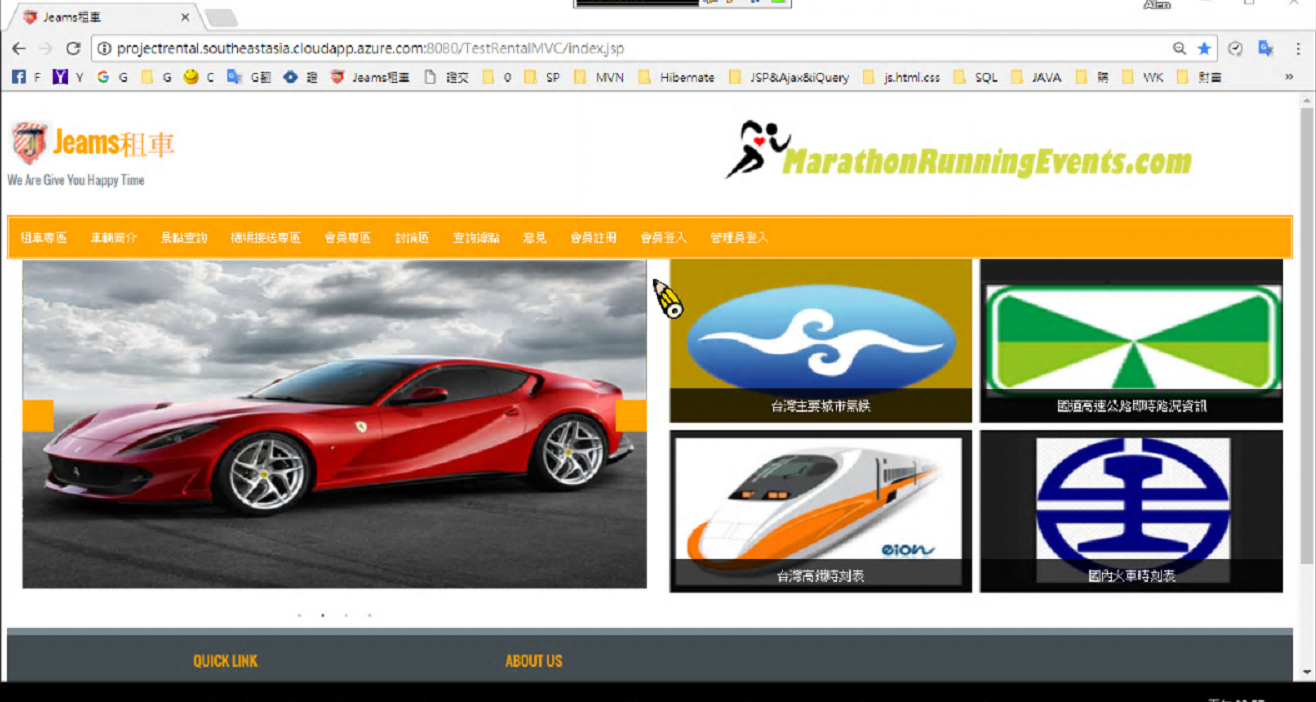 Jeams租車
Alan
projectrental.southeastasia.cloudapp.azure.com:8080/TestRentalMVC/index.jsp
F Y G G G C G翻 證 Jeams租車 證交 O SP MVN Hibernate JSP&Ajax&jQuery js.html.css SQL JAVA 購 WK 財富
Jeams租車
MarathonRunningEvents.com
We Are Give You Happy Time
租車專區 車輛簡介 景點查詢 機場接送專區 會員專區 討論區 查詢據點 意見 會員註冊 會員登入 管理員登入
台灣主要城市氣候
國道高速公路即時路況資訊
台灣高鐵時刻表
國內火車時刻表
QUICK LINK
ABOUT US